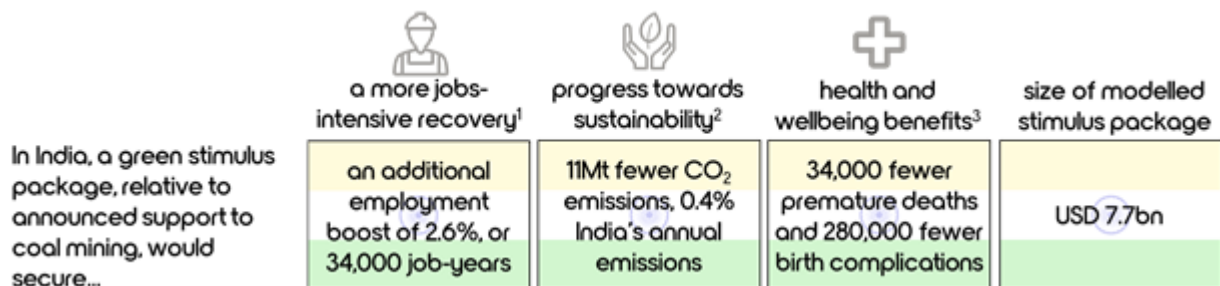 a more jobs-
intensive recovery¹
progress towards
sustainability²
health and
wellbeing benefits³
size of modelled
stimulus package
In India, a green stimulus
package, relative to
announced support to
coal mining, would
secure...
an additional
employment
boost of 2.6%, or
34,000 job-years
11Mt fewer CO₂
emissions, 0.4%
India's annual
emissions
34,000 fewer
premature deaths
and 280,000 fewer
birth complications
USD 7.7bn